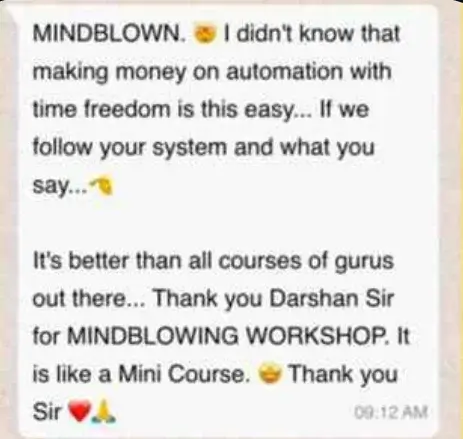 MINDBLOWN. 🤯 I didn't know that
making money on automation with
time freedom is this easy... If we
follow your system and what you
say...🫡
It's better than all courses of gurus
out there... Thank you Darshan Sir
for MINDBLOWING WORKSHOP. It
is like a Mini Course. 🤩 Thank you
Sir ❤️🙏 09:12 AM